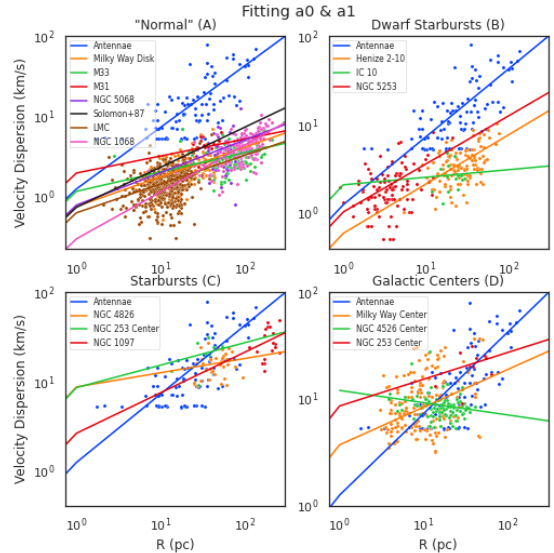 Fitting a0 & a1
"Normal" (A)
Dwarf Starbursts (B)
Velocity Dispersion (km/s)
10²
10¹
10⁰
Antennae
Milky Way Disk
M33
M31
NGC 5068
Solomon+87
LMC
NGC 1068
10⁰
10¹
10²
10²
10¹
10⁰
Antennae
Henize 2-10
IC 10
NGC 5253
10⁰
10¹
10²
Starbursts (C)
Galactic Centers (D)
Velocity Dispersion (km/s)
10²
10¹
10⁰
Antennae
NGC 4826
NGC 253 Center
NGC 1097
10⁰
10¹
10²
R (pc)
10²
10¹
10⁰
Antennae
Milky Way Center
NGC 4526 Center
NGC 253 Center
10⁰
10¹
10²
R (pc)